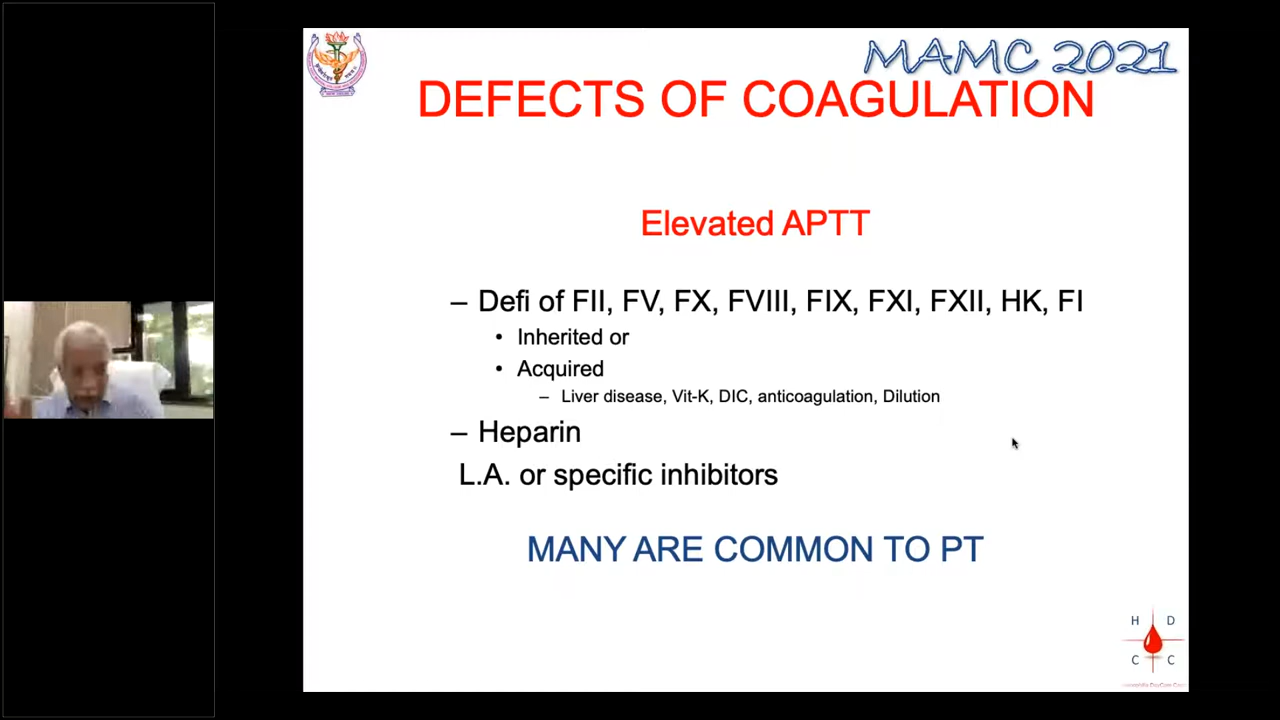 MAMC 2021
DEFECTS OF COAGULATION
Elevated APTT
– Defi of FII, FV, FX, FVIII, FIX, FXI, FXII, HK, FI
• Inherited or
• Acquired
– Liver disease, Vit-K, DIC, anticoagulation, Dilution
– Heparin
L.A. or specific inhibitors
MANY ARE COMMON TO PT
H D
C C